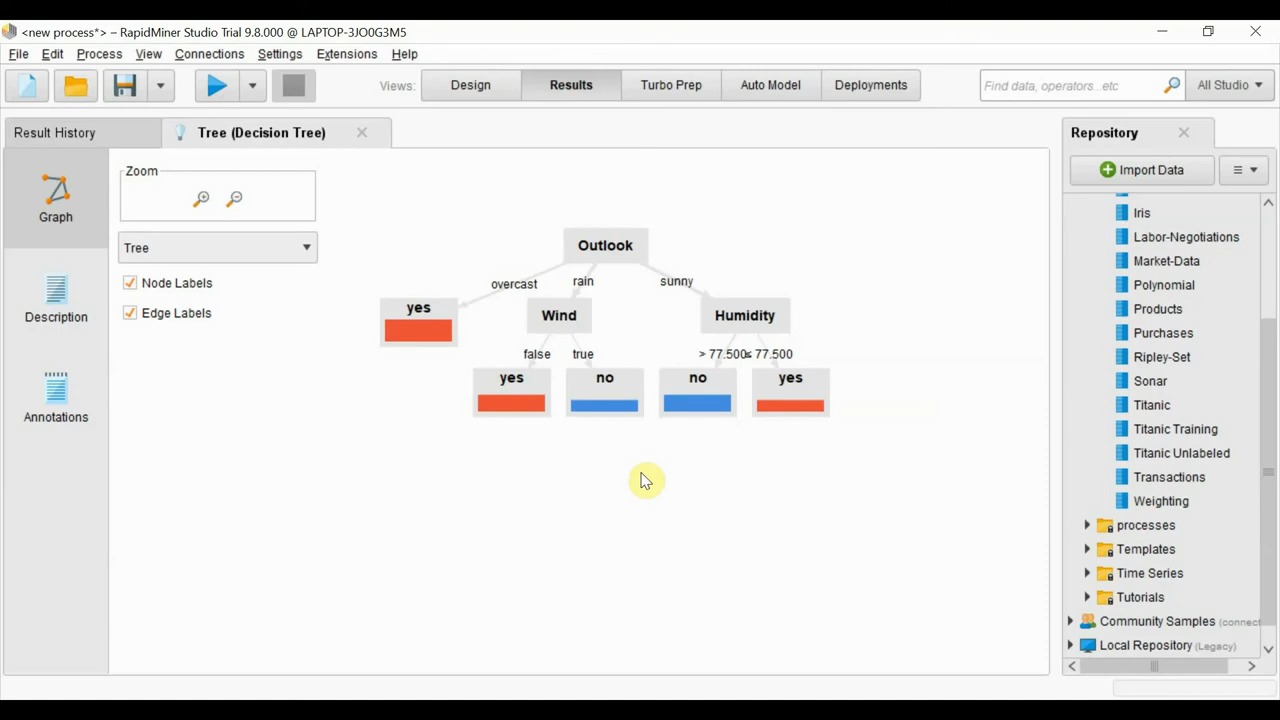 <new process*> – RapidMiner Studio Trial 9.8.000 @ LAPTOP-3JO0G3M5
File Edit Process View Connections Settings Extensions Help
Views: Design Results Turbo Prep Auto Model Deployments Find data, operators...etc All Studio
Result History Tree (Decision Tree) Repository
Zoom
Import Data
Graph
Tree
Node Labels
Edge Labels
Description
Annotations
Outlook
overcast rain sunny
yes Wind Humidity
false true > 77.500 ≤ 77.500
yes no no yes
Iris
Labor-Negotiations
Market-Data
Polynomial
Products
Purchases
Ripley-Set
Sonar
Titanic
Titanic Training
Titanic Unlabeled
Transactions
Weighting
processes
Templates
Time Series
Tutorials
Community Samples (connect
Local Repository (Legacy)